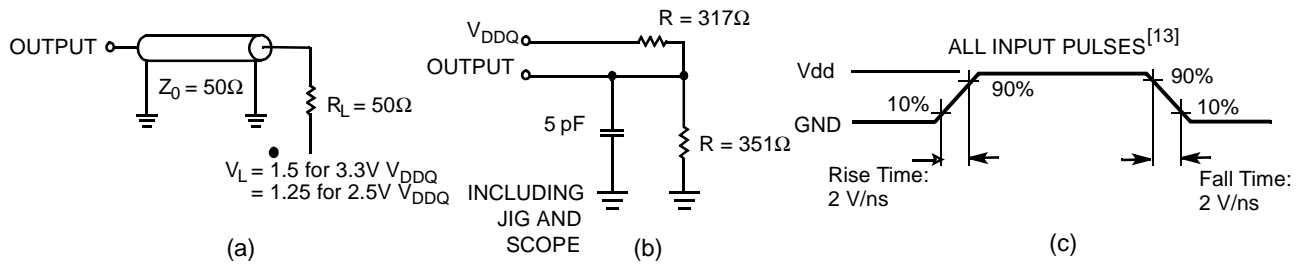 OUTPUT
Z0 = 50Ω
RL = 50Ω
VL = 1.5 for 3.3V VDDQ
= 1.25 for 2.5V VDDQ
(a)
R = 317Ω
VDDQ
OUTPUT
5 pF
R = 351Ω
INCLUDING
JIG AND
SCOPE
(b)
ALL INPUT PULSES[13]
Vdd
90%
90%
10%
10%
GND
Rise Time:
2 V/ns
Fall Time:
2 V/ns
(c)